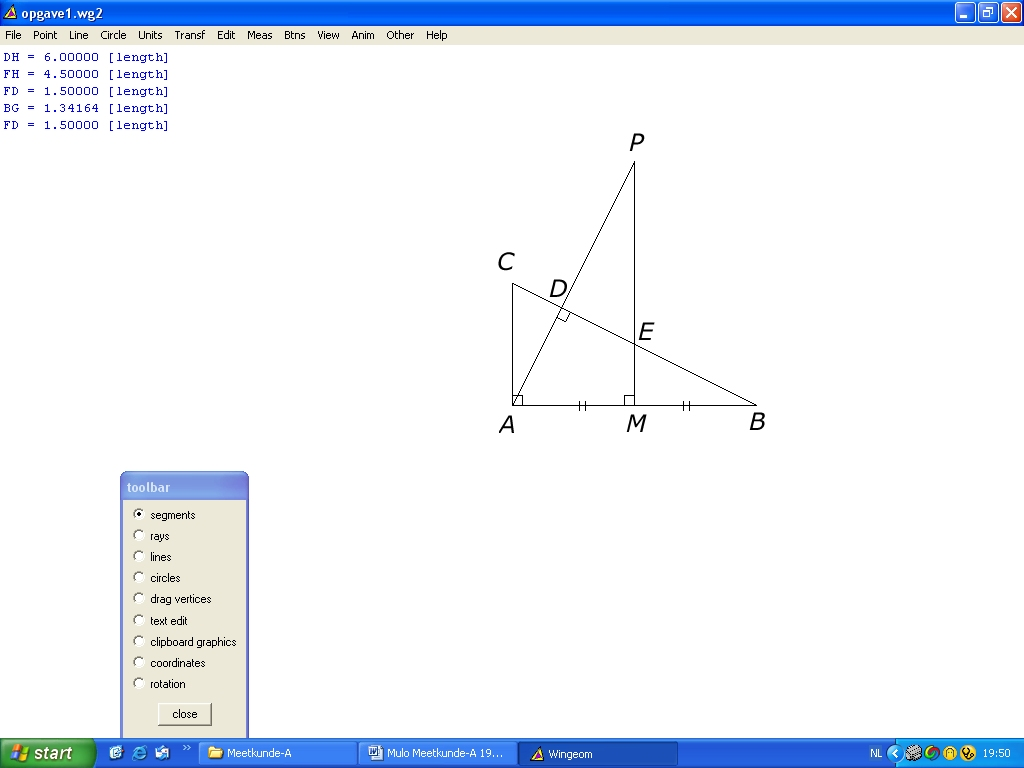 opgave1.wg2
File Point Line Circle Units Transf Edit Meas Btns View Anim Other Help
DH = 6.00000 [length]
FH = 4.50000 [length]
FD = 1.50000 [length]
BG = 1.34164 [length]
FD = 1.50000 [length]
P
C
D
E
A M B
toolbar
segments
rays
lines
circles
drag vertices
text edit
clipboard graphics
coordinates
rotation
close
start » Meetkunde-A Mulo Meetkunde-A 19... Wingeom NL 19:50